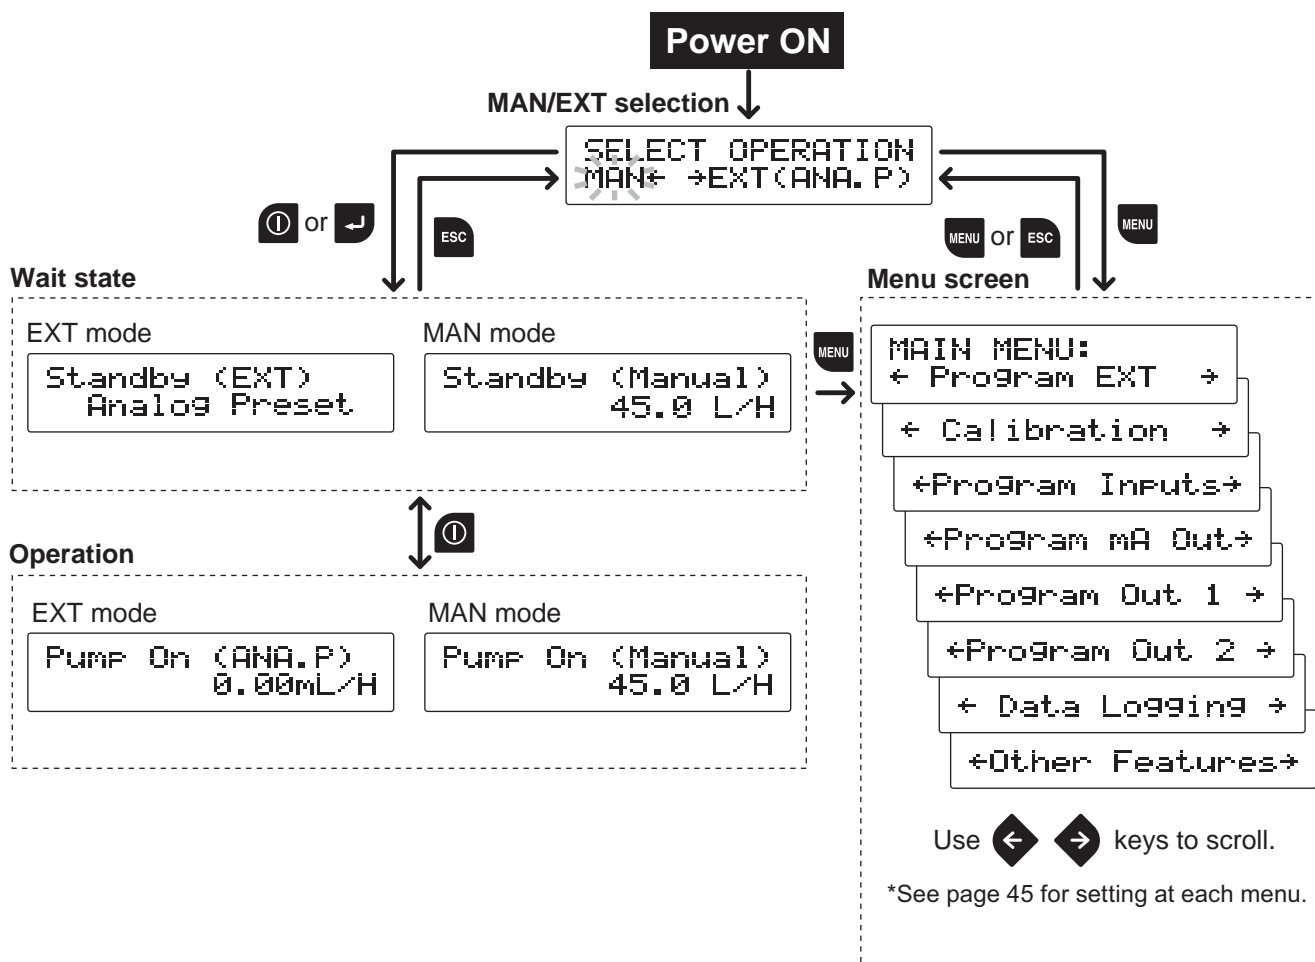 Power ON
MAN/EXT selection
SELECT OPERATION
MAN← →EXT(ANA.P)
or
ESC
MENU or ESC
MENU
Wait state
Menu screen
EXT mode
MAN mode
Standby (EXT)
Analog Preset
Standby (Manual)
45.0 L/H
MENU
MAIN MENU:
← Program EXT →
← Calibration →
←Program Inputs→
←Program mA Out→
←Program Out 1 →
←Program Out 2 →
← Data Logging →
←Other Features→
Operation
EXT mode
MAN mode
Pump On (ANA.P)
0.00mL/H
Pump On (Manual)
45.0 L/H
Use ← → keys to scroll.
*See page 45 for setting at each menu.